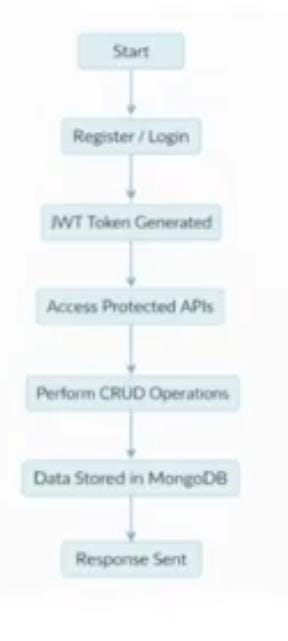 Start
Register / Login
JWT Token Generated
Access Protected APIs
Perform CRUD Operations
Data Stored in MongoDB
Response Sent